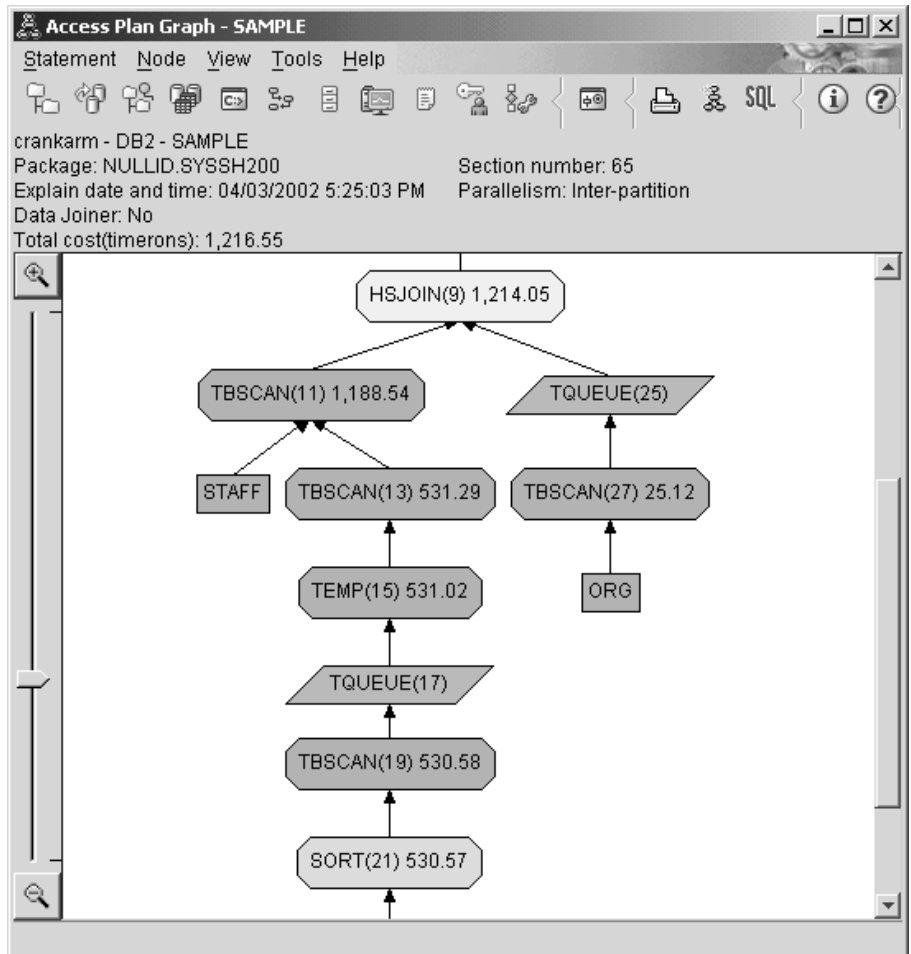 Access Plan Graph - SAMPLE
Statement Node View Tools Help
SQL
crankarm - DB2 - SAMPLE
Package: NULLID.SYSSH200 Section number: 65
Explain date and time: 04/03/2002 5:25:03 PM Parallelism: Inter-partition
Data Joiner: No
Total cost(timerons): 1,216.55
HSJOIN(9) 1,214.05
TBSCAN(11) 1,188.54 TQUEUE(25)
STAFF TBSCAN(13) 531.29 TBSCAN(27) 25.12
TEMP(15) 531.02 ORG
TQUEUE(17)
TBSCAN(19) 530.58
SORT(21) 530.57